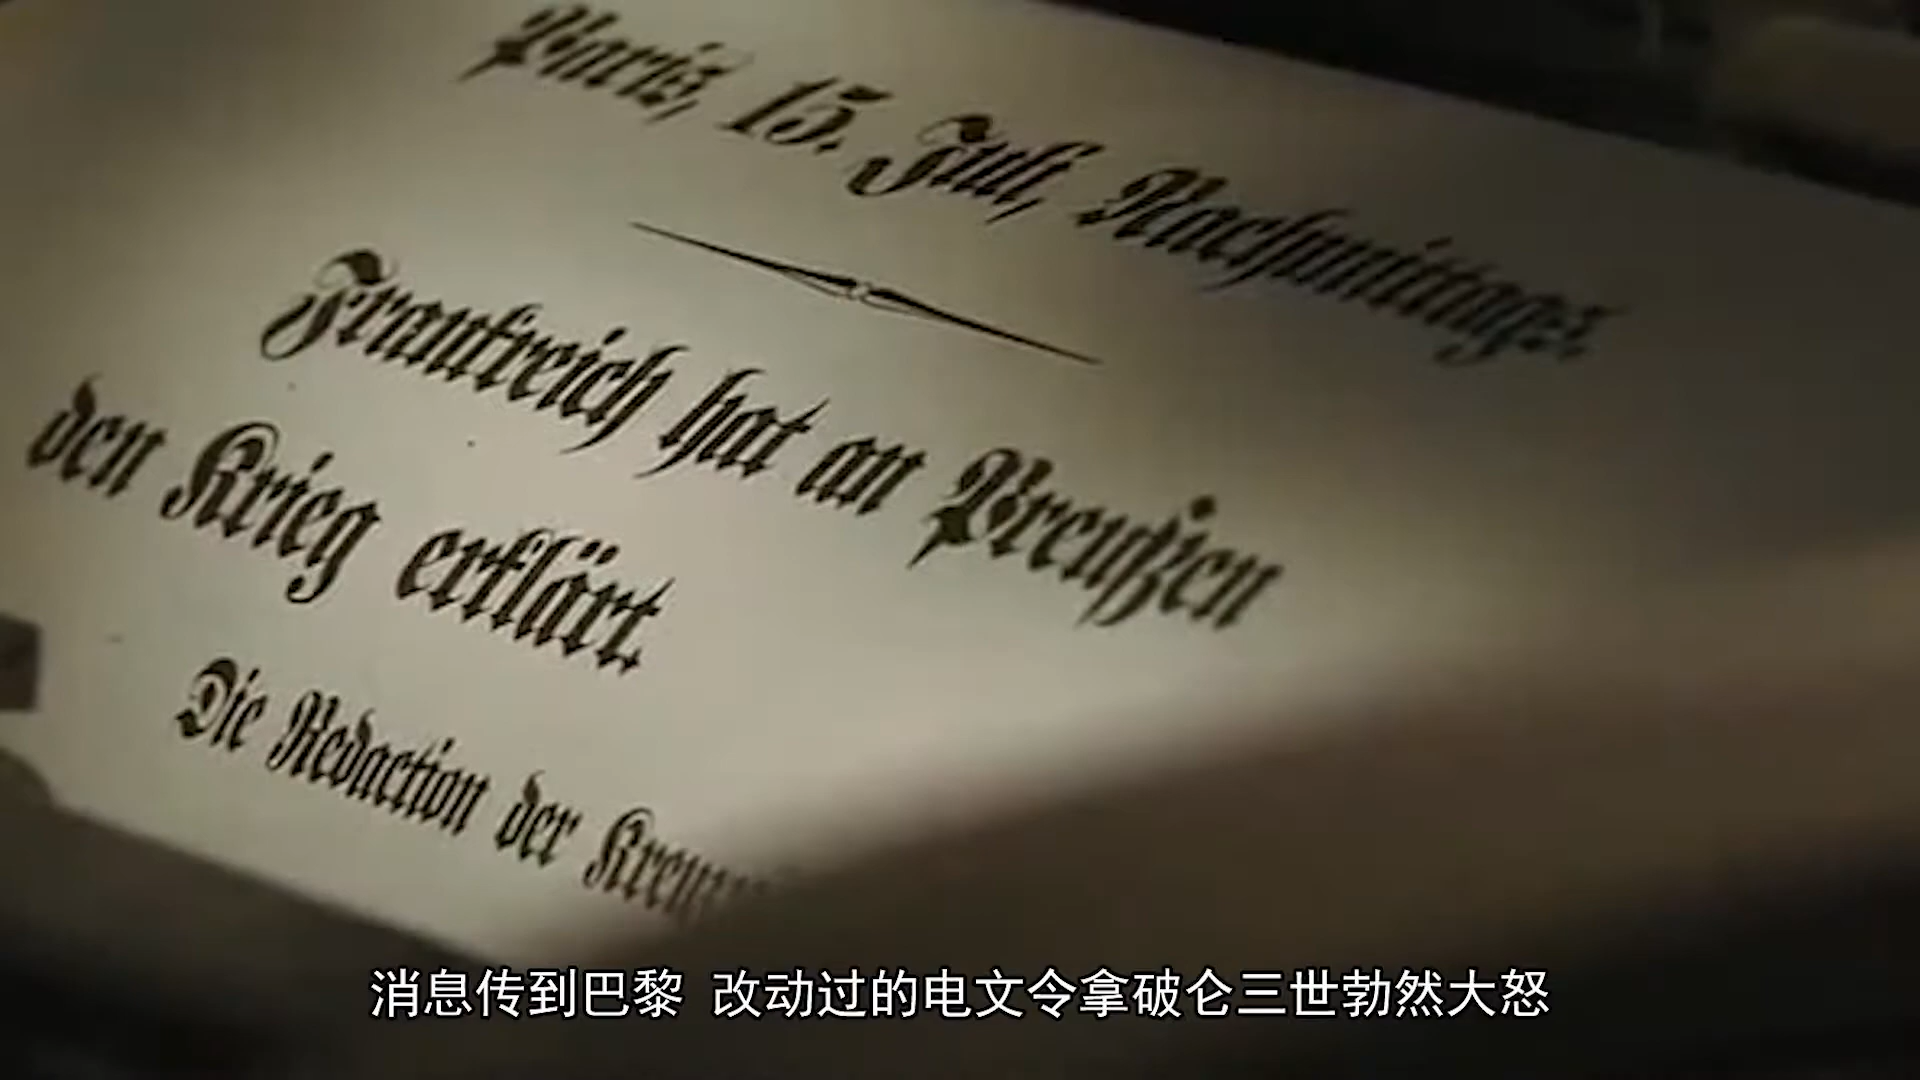 Paris, 15. Juli, Nachmittags.
Frankreich hat an Preußen
den Krieg erklärt.
Die Redaction der
消息传到巴黎 改动过的电文令拿破仑三世勃然大怒